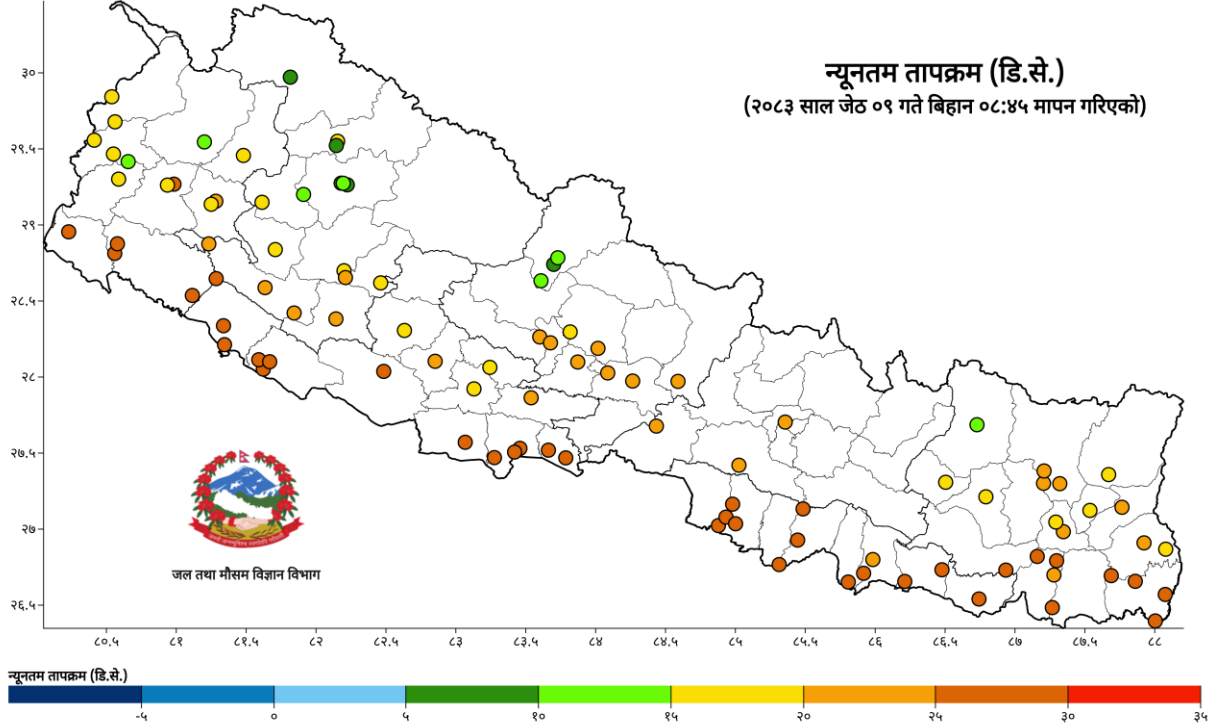 न्यूनतम तापक्रम (डि.से.)
(२०८३ साल जेठ ०९ गते बिहान ०८:४५ मापन गरिएको)
३०
२९.५
२९
२८.५
२८
२७.५
२७
२६.५
जल तथा मौसम विज्ञान विभाग
८०.५ ८१ ८१.५ ८२ ८२.५ ८३ ८३.५ ८४ ८४.५ ८५ ८५.५ ८६ ८६.५ ८७ ८७.५ ८८
न्यूनतम तापक्रम (डि.से.)
-५ ० ५ १० १५ २० २५ ३० ३५